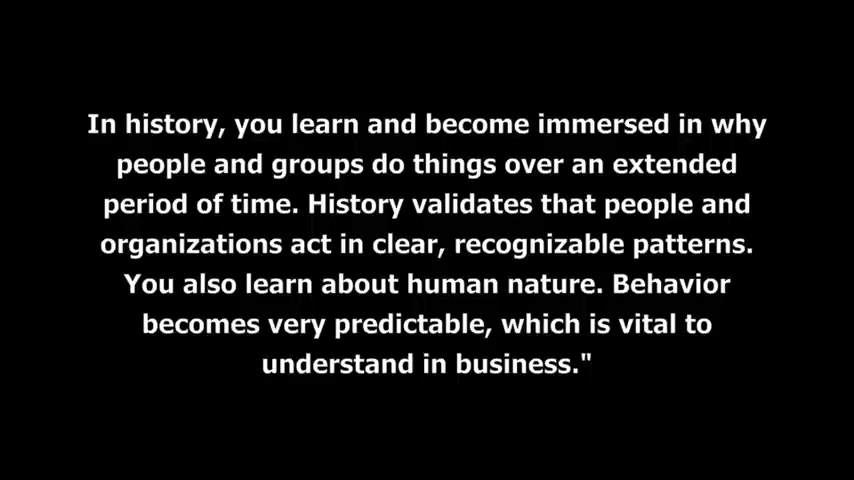 In history, you learn and become immersed in why
people and groups do things over an extended
period of time. History validates that people and
organizations act in clear, recognizable patterns.
You also learn about human nature. Behavior
becomes very predictable, which is vital to
understand in business."